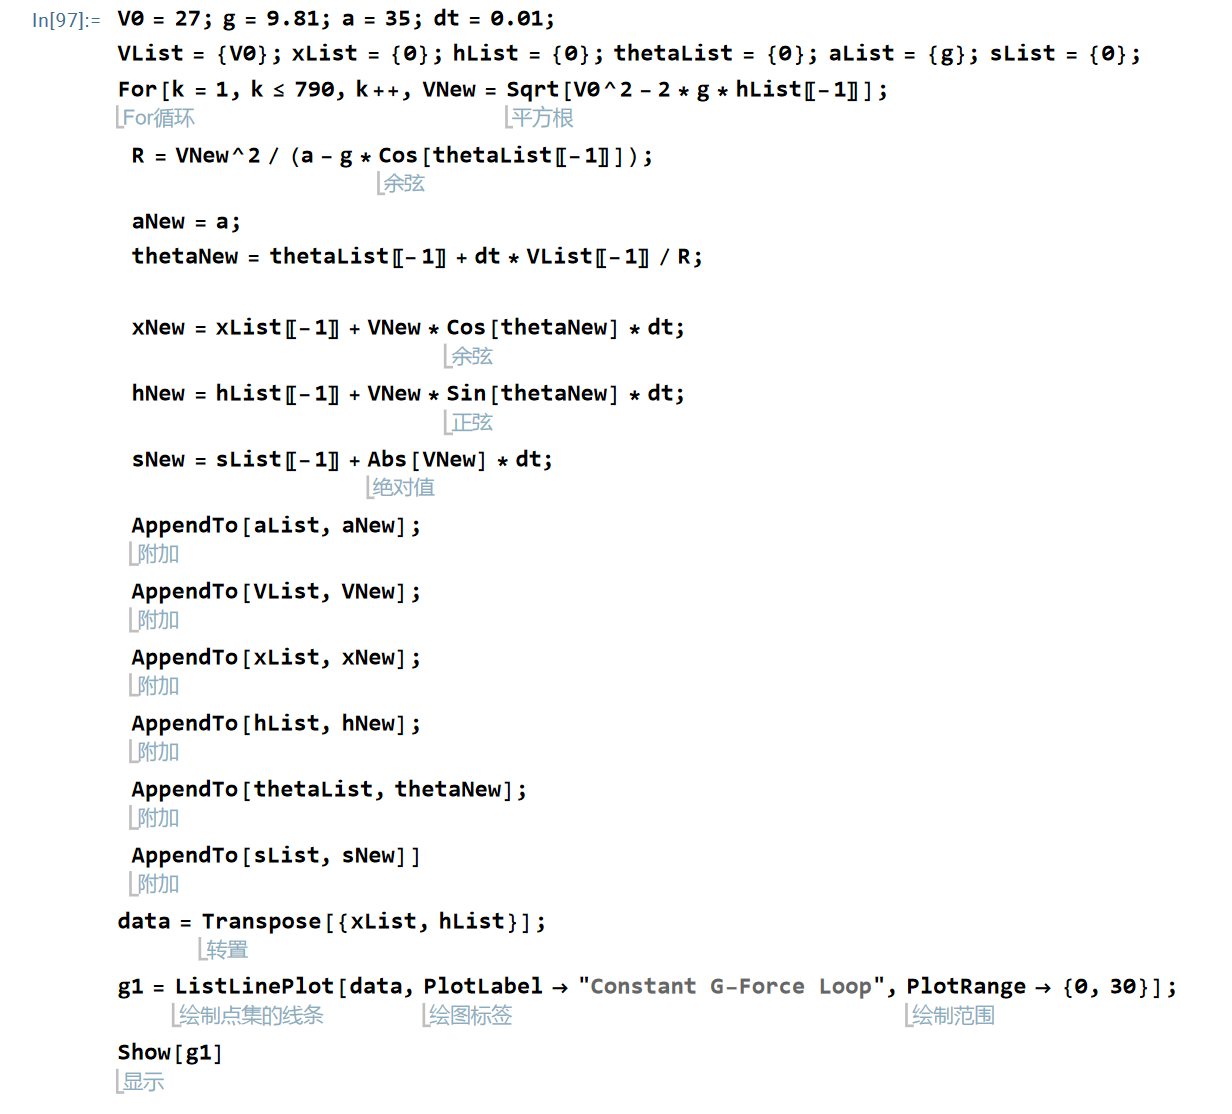 In[97]:= V0 = 27; g = 9.81; a = 35; dt = 0.01;
VList = {V0}; xList = {0}; hList = {0}; thetaList = {0}; aList = {g}; sList = {0};
For[k = 1, k ≤ 790, k++, VNew = Sqrt[V0^2 - 2 * g * hList〚-1〛];
For循环 平方根
R = VNew^2 / (a - g * Cos[thetaList〚-1〛]);
余弦
aNew = a;
thetaNew = thetaList〚-1〛 + dt * VList〚-1〛 / R;
xNew = xList〚-1〛 + VNew * Cos[thetaNew] * dt;
余弦
hNew = hList〚-1〛 + VNew * Sin[thetaNew] * dt;
正弦
sNew = sList〚-1〛 + Abs[VNew] * dt;
绝对值
AppendTo[aList, aNew];
附加
AppendTo[VList, VNew];
附加
AppendTo[xList, xNew];
附加
AppendTo[hList, hNew];
附加
AppendTo[thetaList, thetaNew];
附加
AppendTo[sList, sNew]]
附加
data = Transpose[{xList, hList}];
转置
g1 = ListLinePlot[data, PlotLabel → "Constant G-Force Loop", PlotRange → {0, 30}];
绘制点集的线条 绘图标签 绘制范围
Show[g1]
显示